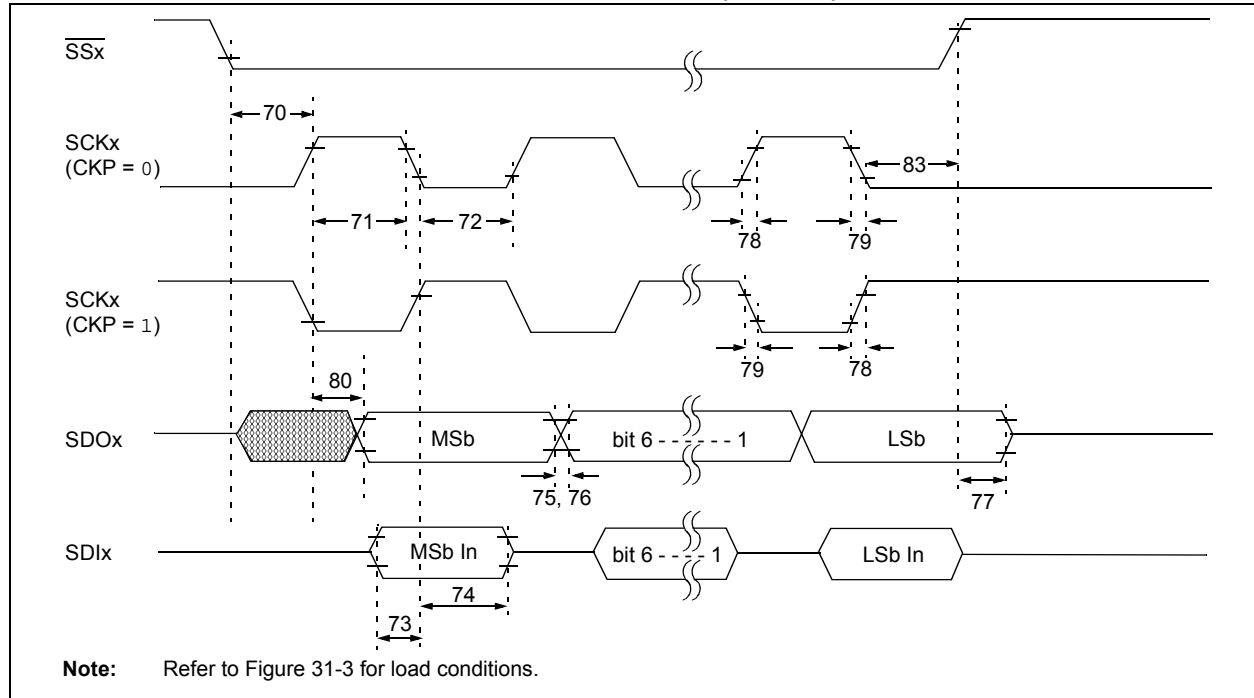 SSx
70
SCKx
(CKP = 0)
83
71
72
78
79
SCKx
(CKP = 1)
79
78
80
SDOx
MSb
bit 6 - - - - - - 1
LSb
75, 76
77
SDIx
MSb In
bit 6 - - - - 1
LSb In
74
73
Note: Refer to Figure 31-3 for load conditions.